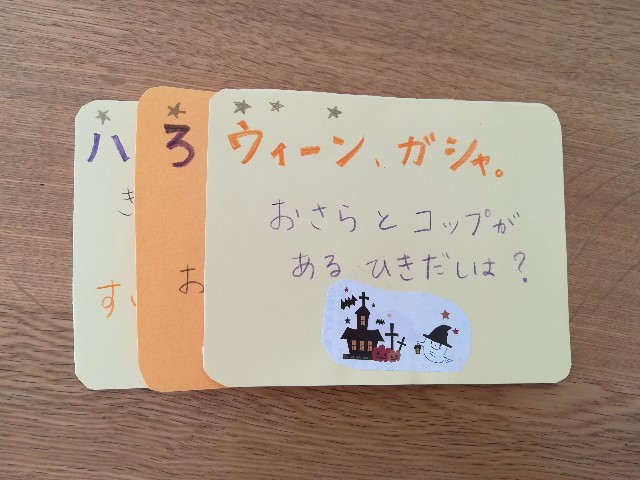 ハ
き
すい
ろ
お
ウィーン、ガシャ。
おさらとコップが
ある ひきだしは?